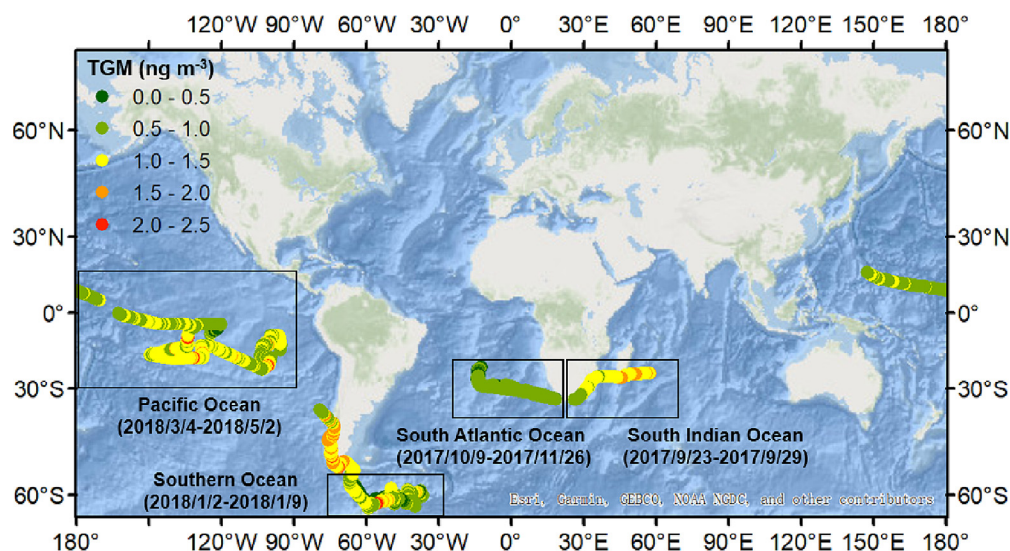 120°W 90°W 60°W 30°W 0° 30°E 60°E 90°E 120°E 150°E 180°
TGM (ng m⁻³)
0.0 - 0.5
0.5 - 1.0
1.0 - 1.5
1.5 - 2.0
2.0 - 2.5
60°N
60°N
30°N
30°N
0°
0°
30°S
30°S
Pacific Ocean
(2018/3/4-2018/5/2)
South Atlantic Ocean
(2017/10/9-2017/11/26)
South Indian Ocean
(2017/9/23-2017/9/29)
Southern Ocean
(2018/1/2-2018/1/9)
60°S
60°S
Esri, Garmin, GEBCO, NOAA NGDC, and other contributors
180° 120°W 90°W 60°W 30°W 0° 30°E 60°E 90°E 120°E 150°E 180°